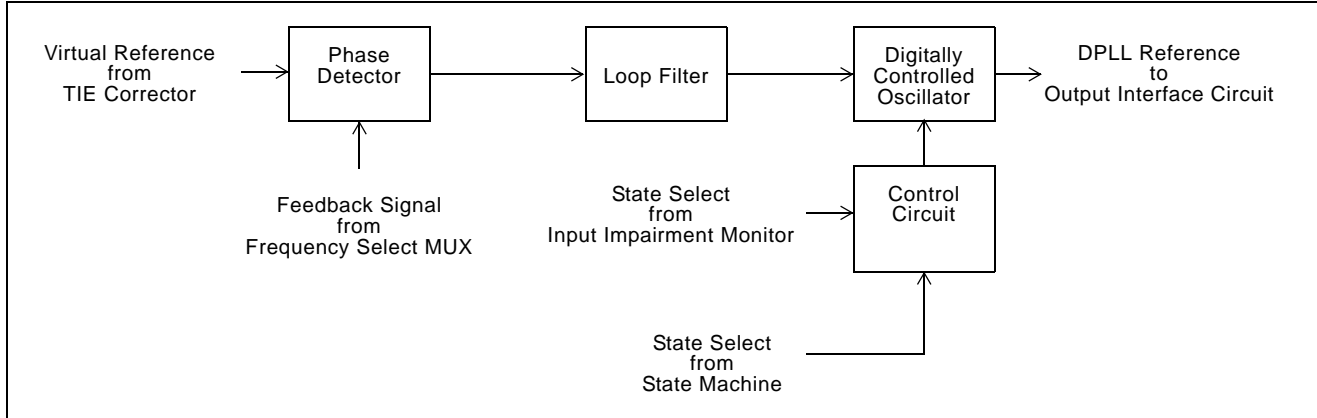 Virtual Reference
from
TIE Corrector
Phase
Detector
Loop Filter
Digitally
Controlled
Oscillator
DPLL Reference
to
Output Interface Circuit
Feedback Signal
from
Frequency Select MUX
State Select
from
Input Impairment Monitor
Control
Circuit
State Select
from
State Machine